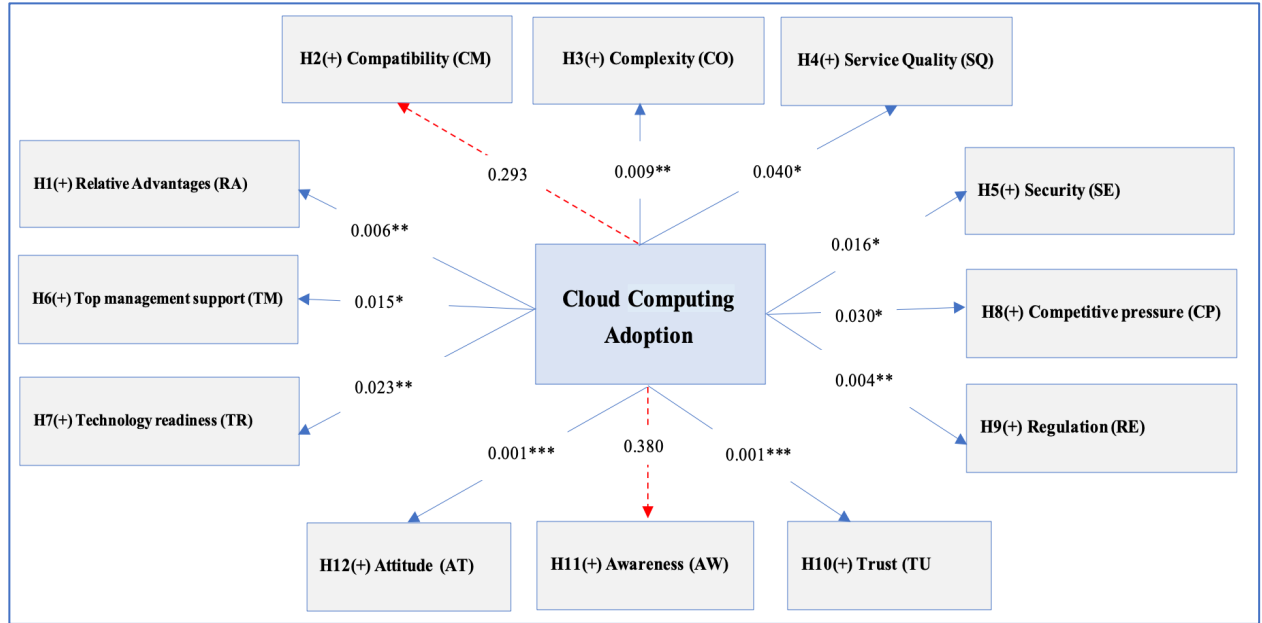 H2(+) Compatibility (CM)
H3(+) Complexity (CO)
H4(+) Service Quality (SQ)
H1(+) Relative Advantages (RA)
0.293
0.009**
0.040*
H5(+) Security (SE)
0.006**
0.016*
H6(+) Top management support (TM)
0.015*
Cloud Computing
Adoption
0.030*
H8(+) Competitive pressure (CP)
H7(+) Technology readiness (TR)
0.023**
0.004**
H9(+) Regulation (RE)
0.001***
0.380
0.001***
H12(+) Attitude (AT)
H11(+) Awareness (AW)
H10(+) Trust (TU